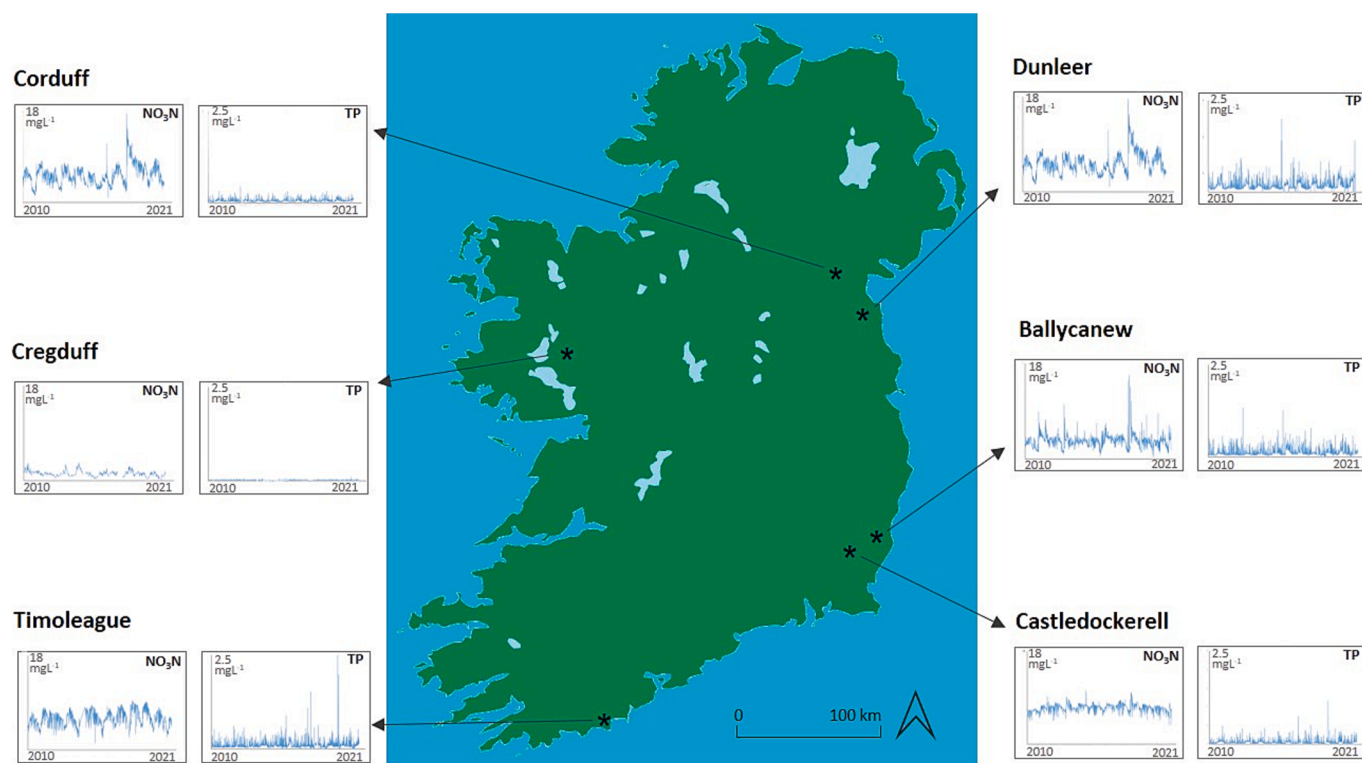 Corduff
18
mgL-1
NO3N
2010
2021
2.5
mgL-1
TP
2010
2021
Cregduff
18
mgL-1
NO3N
2010
2021
2.5
mgL-1
TP
2010
2021
Timoleague
18
mgL-1
NO3N
2010
2021
2.5
mgL-1
TP
2010
2021
0
100 km
Dunleer
18
mgL-1
NO3N
2010
2021
2.5
mgL-1
TP
2010
2021
Ballycanew
18
mgL-1
NO3N
2010
2021
2.5
mgL-1
TP
2010
2021
Castledockerell
18
mgL-1
NO3N
2010
2021
2.5
mgL-1
TP
2010
2021